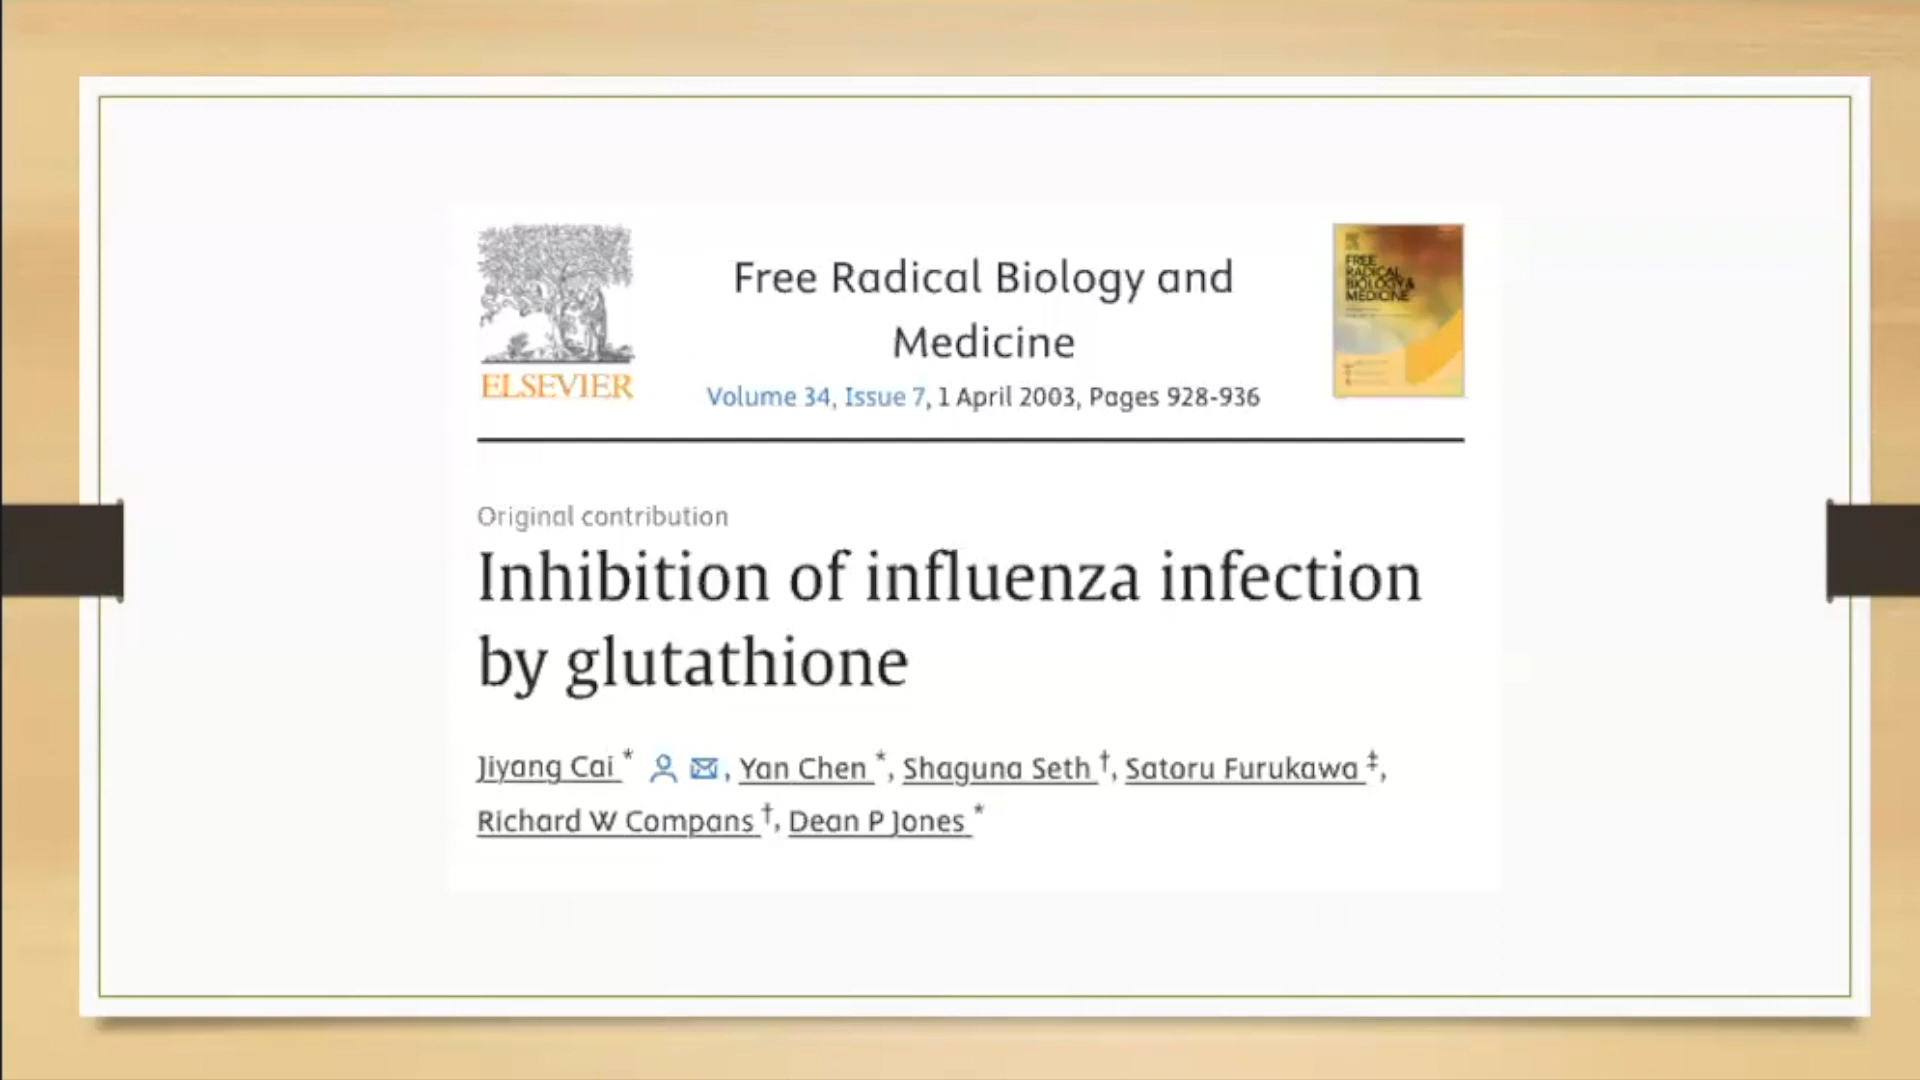 Free Radical Biology and
Medicine
Volume 34, Issue 7, 1 April 2003, Pages 928-936
ELSEVIER
FREE
RADICAL
BIOLOGY &
MEDICINE
Original contribution
Inhibition of influenza infection
by glutathione
Jiyang Cai *, Yan Chen *, Shaguna Seth †, Satoru Furukawa ‡,
Richard W Compans †, Dean P Jones *